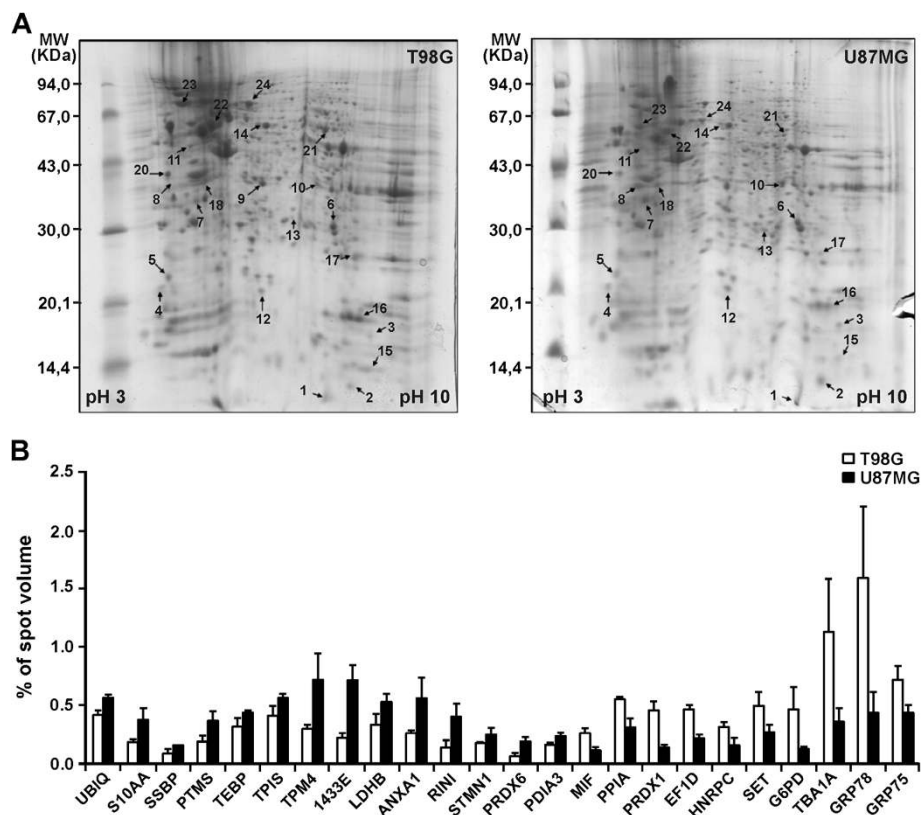 A
MW
(KDa)
T98G
94,0
67,0
43,0
30,0
20,1
14,4
23
24
22
14
11
21
20
8
9
10
7
18
6
13
17
5
4
12
16
3
15
1
2
pH 3
pH 10
MW
(KDa)
U87MG
94,0
67,0
43,0
30,0
20,1
14,4
23
24
14
21
11
22
20
8
18
10
7
6
13
17
5
4
12
16
3
15
1
2
pH 3
pH 10
B
T98G
U87MG
% of spot volume
2.5
2.0
1.5
1.0
0.5
0.0
UBIQ
S10AA
SSBP
PTMS
TEBP
TPIS
TPM4
1433E
LDHB
ANXA1
RINI
STMN1
PRDX6
PDIA3
MIF
PPIA
PRDX1
EF1D
HNRPC
SET
G6PD
TBA1A
GRP78
GRP75